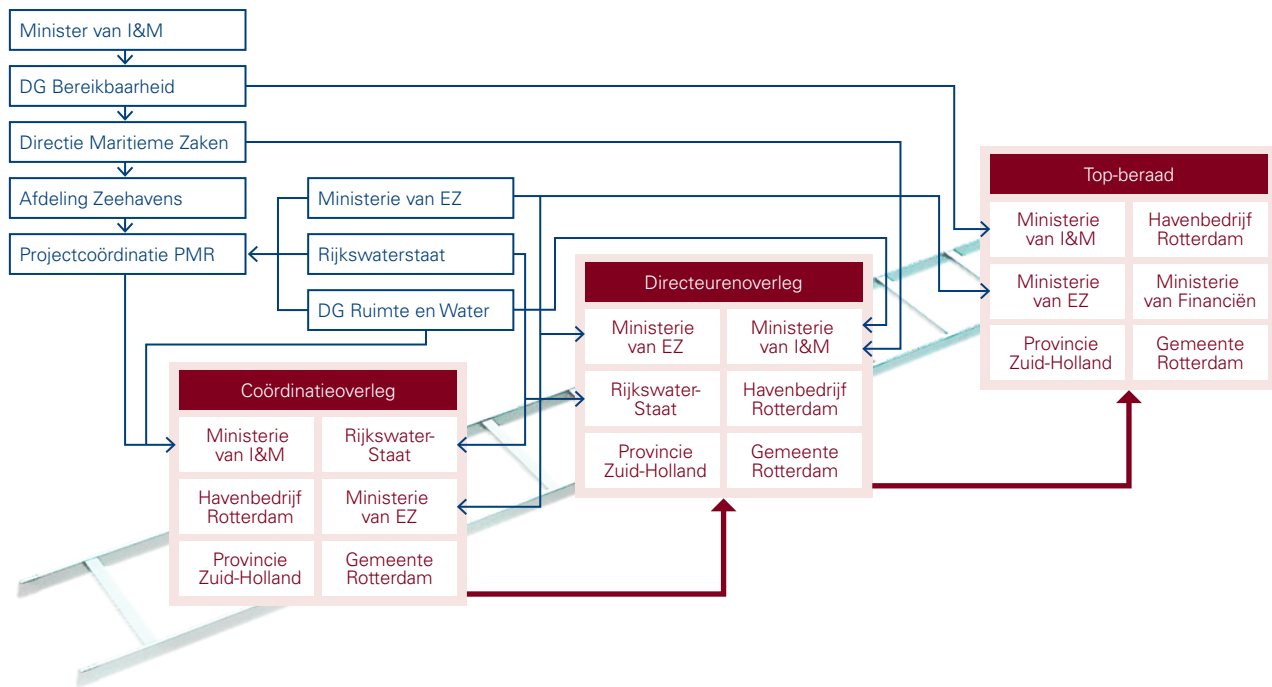 Minister van I&M
DG Bereikbaarheid
Directie Maritieme Zaken
Afdeling Zeehavens
Projectcoördinatie PMR
Ministerie van EZ
Rijkswaterstaat
DG Ruimte en Water
Coördinatieoverleg
Ministerie
van I&M
Rijkswater-
Staat
Havenbedrijf
Rotterdam
Ministerie
van EZ
Provincie
Zuid-Holland
Gemeente
Rotterdam
Directeurenoverleg
Ministerie
van EZ
Ministerie
van I&M
Rijkswater-
Staat
Havenbedrijf
Rotterdam
Provincie
Zuid-Holland
Gemeente
Rotterdam
Top-beraad
Ministerie
van I&M
Havenbedrijf
Rotterdam
Ministerie
van EZ
Ministerie
van Financiën
Provincie
Zuid-Holland
Gemeente
Rotterdam